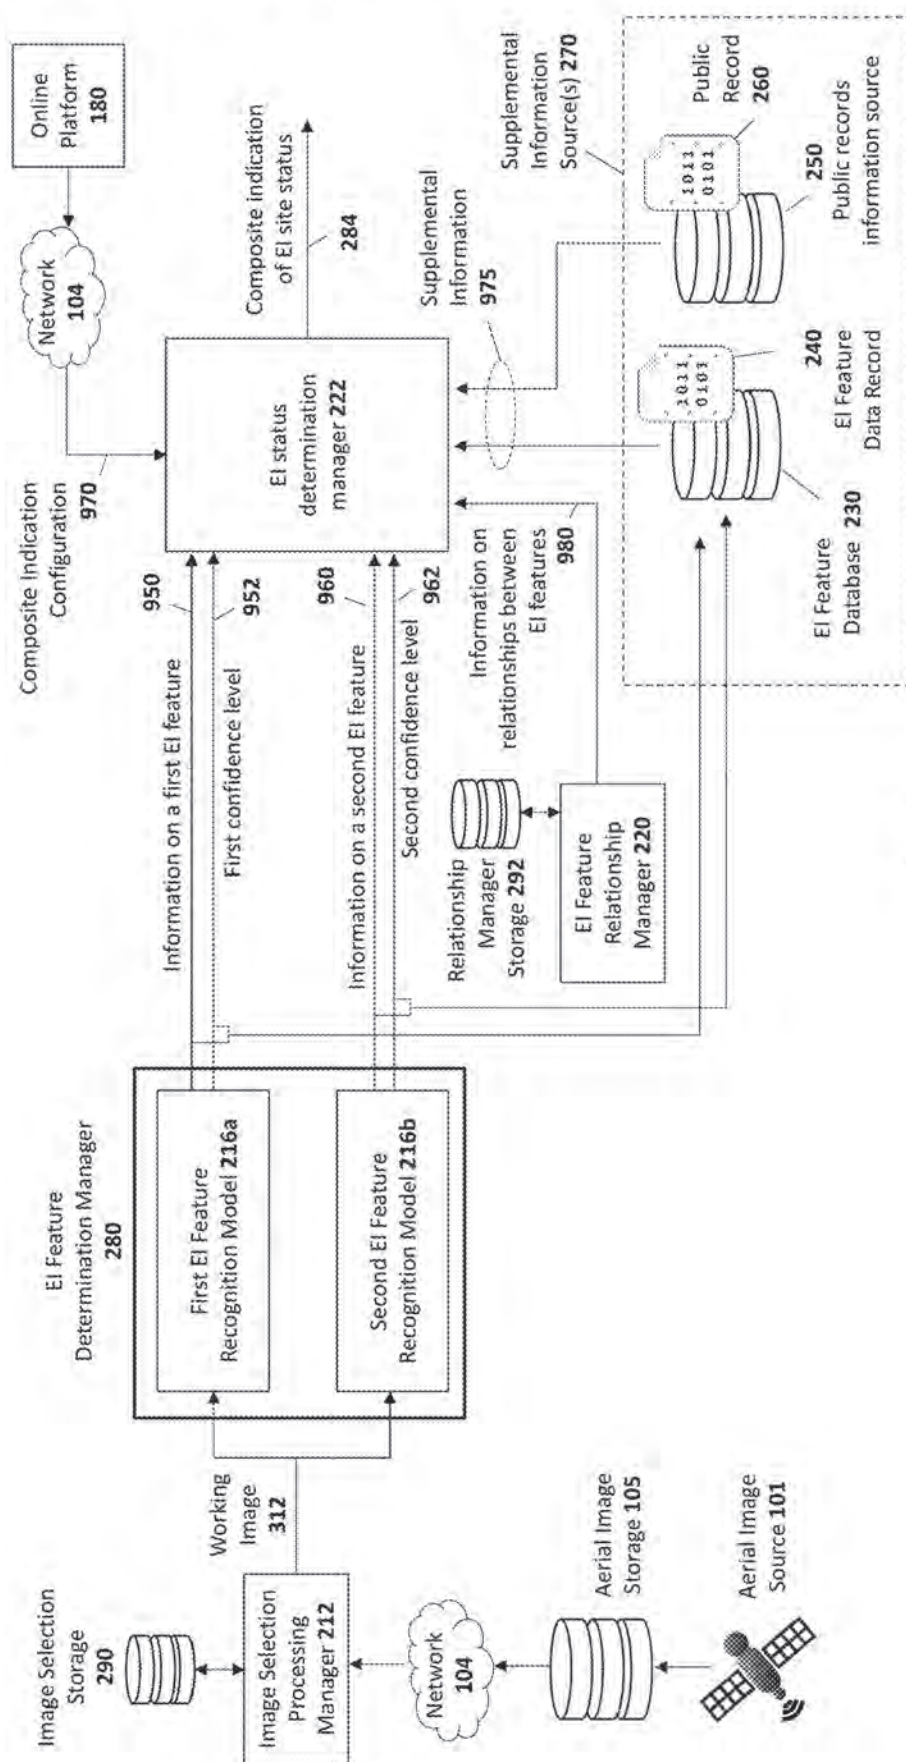 Image Selection
Storage
290
Image Selection
Processing
Manager 212
Network
104
Aerial Image
Storage 105
Aerial Image
Source 101
Working
Image
312
EI Feature
Determination Manager
280
First EI Feature
Recognition Model 216a
Second EI Feature
Recognition Model 216b
Information on a first EI feature
950
First confidence level
952
Information on a second EI feature
960
Second confidence level
962
Relationship
Manager
Storage 292
EI Feature
Relationship
Manager 220
Information on
relationships between
EI features
980
Composite Indication
Configuration
970
Network
104
Online
Platform
180
EI status
determination
manager 222
Composite indication
of EI site status
284
Supplemental
Information
975
Supplemental
Information
Source(s) 270
1011
0101
EI Feature
Database 230
240
EI Feature
Data Record
1011
0101
Public
Record
260
250
Public records
information source